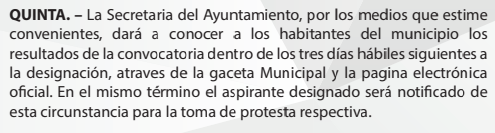 QUINTA. – La Secretaria del Ayuntamiento, por los medios que estime
convenientes, dará a conocer a los habitantes del municipio los
resultados de la convocatoria dentro de los tres días hábiles siguientes a
la designación, atraves de la gaceta Municipal y la pagina electrónica
oficial. En el mismo término el aspirante designado será notificado de
esta circunstancia para la toma de protesta respectiva.